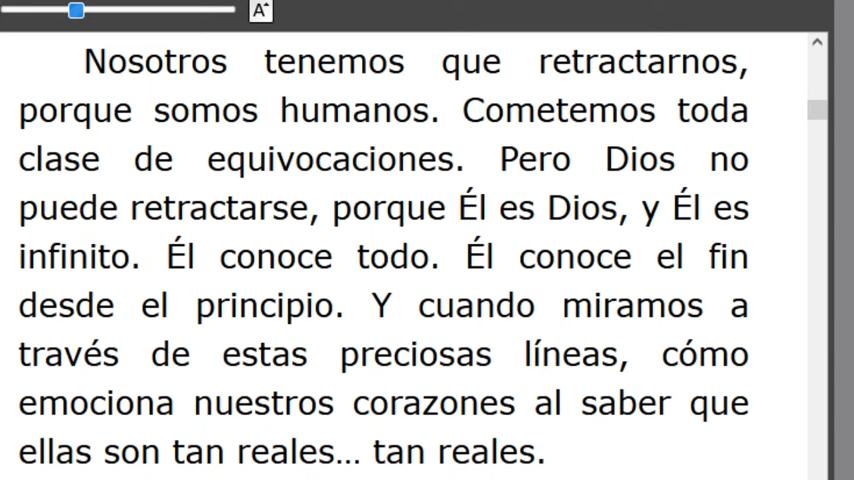 A
Nosotros tenemos que retractarnos,
porque somos humanos. Cometemos toda
clase de equivocaciones. Pero Dios no
puede retractarse, porque Él es Dios, y Él es
infinito. Él conoce todo. Él conoce el fin
desde el principio. Y cuando miramos a
través de estas preciosas líneas, cómo
emociona nuestros corazones al saber que
ellas son tan reales… tan reales.